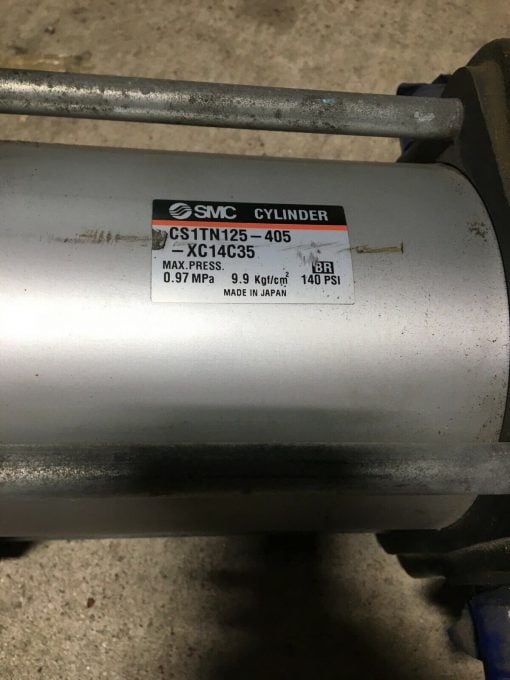 SMC CYLINDER
CS1TN125-405
-XC14C35
MAX.PRESS. BR
0.97 MPa 9.9 Kgf/cm² 140 PSI
MADE IN JAPAN